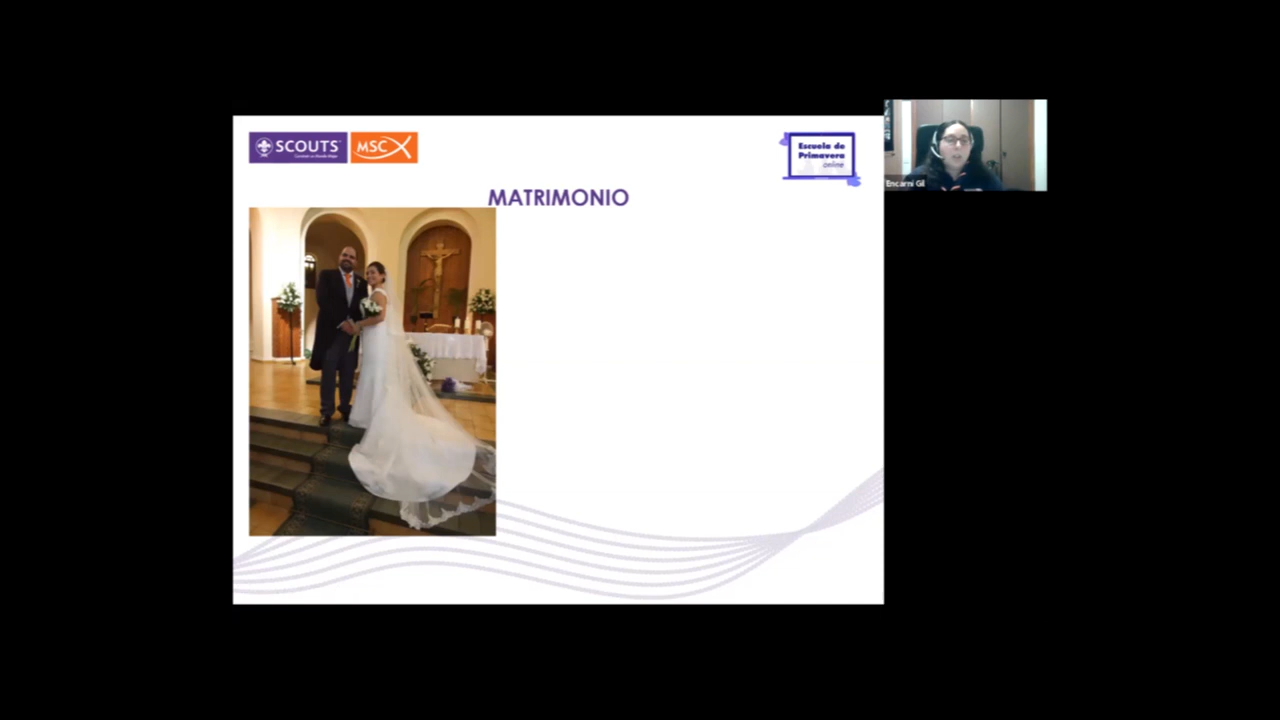 SCOUTS
MSC
Escuela de
Primavera
online
MATRIMONIO
Encarni Gil